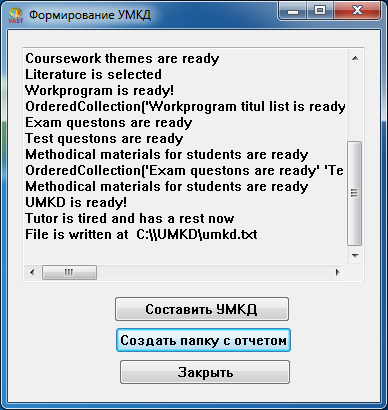 VAST
Формирование УМКД
Coursework themes are ready
Literature is selected
Workprogram is ready!
OrderedCollection('Workprogram titul list is ready
Exam questons are ready
Test questons are ready
Methodical materials for students are ready
OrderedCollection('Exam questons are ready' 'Te
Methodical materials for students are ready
UMKD is ready!
Tutor is tired and has a rest now
File is written at  C:\\UMKD\umkd.txt
Составить УМКД
Создать папку с отчетом
Закрыть